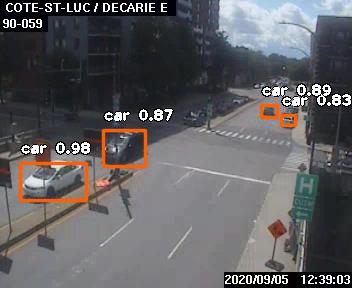 COTE-ST-LUC / DECARIE E
90-059
car 0.89
car 0.83
car 0.87
car 0.98
H
2020/09/05 12:39:03